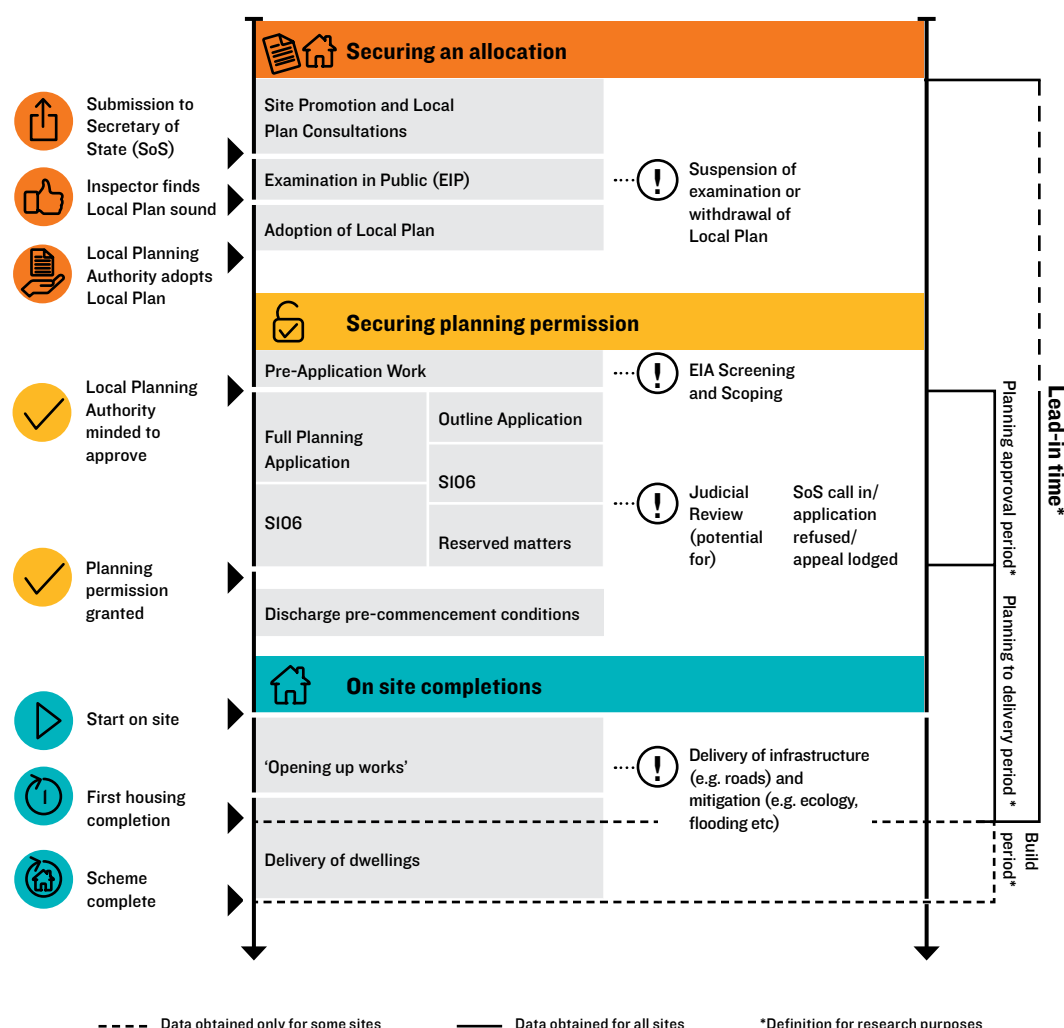 Securing an allocation
Submission to
Secretary of
State (SoS)
Site Promotion and Local
Plan Consultations
Inspector finds
Local Plan sound
Examination in Public (EIP)
Suspension of
examination or
withdrawal of
Local Plan
Adoption of Local Plan
Local Planning
Authority adopts
Local Plan
Securing planning permission
Pre-Application Work
EIA Screening
and Scoping
Local Planning
Authority
minded to
approve
Full Planning
Application
Outline Application
S106
S106
Reserved matters
Judicial
Review
(potential
for)
SoS call in/
application
refused/
appeal lodged
Planning
permission
granted
Discharge pre-commencement conditions
On site completions
Start on site
'Opening up works'
Delivery of infrastructure
(e.g. roads) and
mitigation (e.g. ecology,
flooding etc)
First housing
completion
Delivery of dwellings
Scheme
complete
Planning approval period*
Planning to delivery period *
Lead-in time*
Build
period*
Data obtained only for some sites
Data obtained for all sites
*Definition for research purposes